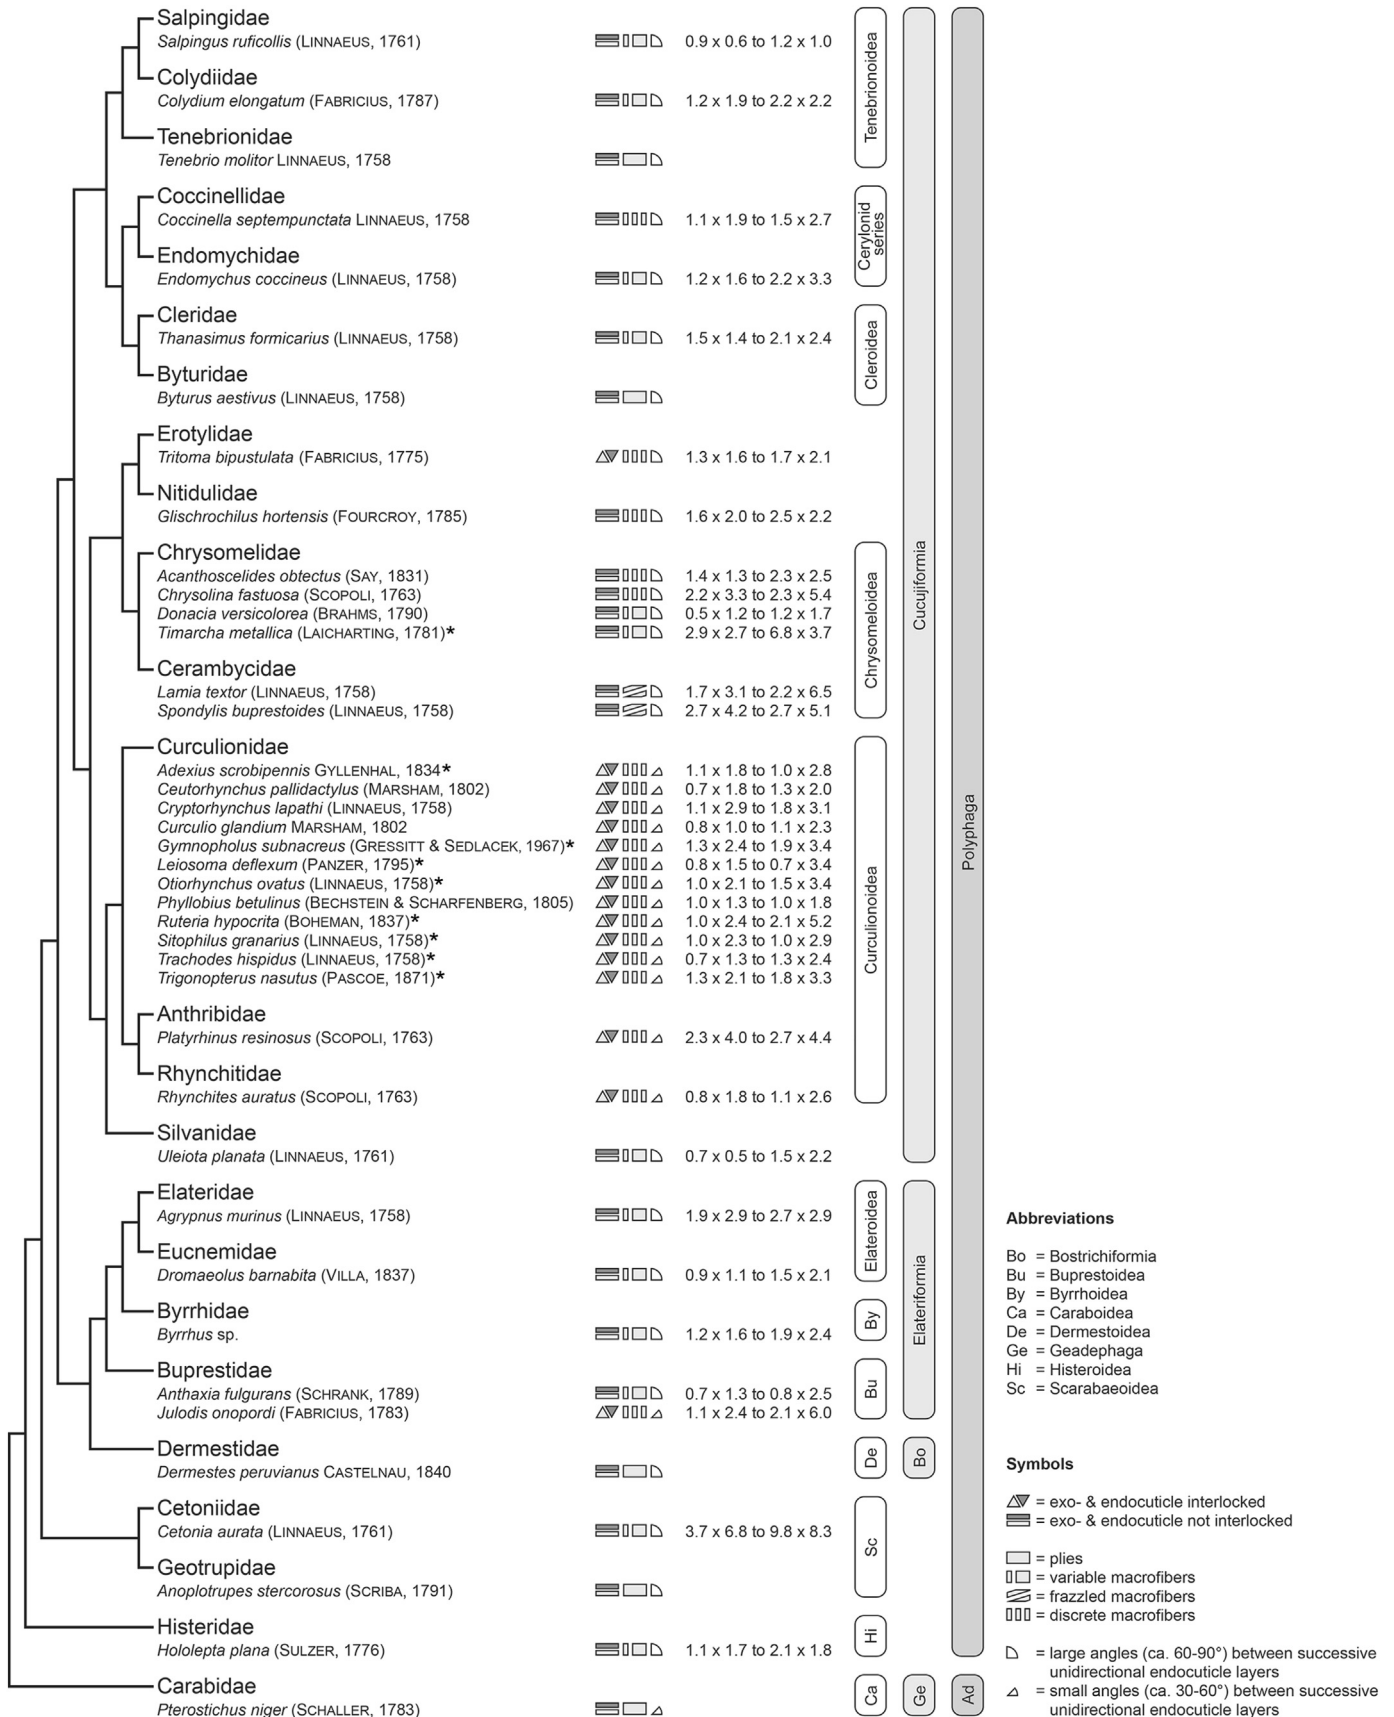 Salpingidae
Salpingus ruficollis (LINNAEUS, 1761) 0.9 x 0.6 to 1.2 x 1.0
Colydiidae
Colydium elongatum (FABRICIUS, 1787) 1.2 x 1.9 to 2.2 x 2.2
Tenebrionidae
Tenebrio molitor LINNAEUS, 1758
Tenebrionoidea
Coccinellidae
Coccinella septempunctata LINNAEUS, 1758 1.1 x 1.9 to 1.5 x 2.7
Endomychidae
Endomychus coccineus (LINNAEUS, 1758) 1.2 x 1.6 to 2.2 x 3.3
Cerylonid
series
Cleridae
Thanasimus formicarius (LINNAEUS, 1758) 1.5 x 1.4 to 2.1 x 2.4
Byturidae
Byturus aestivus (LINNAEUS, 1758)
Cleroidea
Erotylidae
Tritoma bipustulata (FABRICIUS, 1775) 1.3 x 1.6 to 1.7 x 2.1
Nitidulidae
Glischrochilus hortensis (FOURCROY, 1785) 1.6 x 2.0 to 2.5 x 2.2
Chrysomelidae
Acanthoscelides obtectus (SAY, 1831) 1.4 x 1.3 to 2.3 x 2.5
Chrysolina fastuosa (SCOPOLI, 1763) 2.2 x 3.3 to 2.3 x 5.4
Donacia versicolorea (BRAHMS, 1790) 0.5 x 1.2 to 1.2 x 1.7
Timarcha metallica (LAICHARTING, 1781)* 2.9 x 2.7 to 6.8 x 3.7
Cerambycidae
Lamia textor (LINNAEUS, 1758) 1.7 x 3.1 to 2.2 x 6.5
Spondylis buprestoides (LINNAEUS, 1758) 2.7 x 4.2 to 2.7 x 5.1
Chrysomeloidea
Curculionidae
Adexius scrobipennis GYLLENHAL, 1834* 1.1 x 1.8 to 1.0 x 2.8
Ceutorhynchus pallidactylus (MARSHAM, 1802) 0.7 x 1.8 to 1.3 x 2.0
Cryptorhynchus lapathi (LINNAEUS, 1758) 1.1 x 2.9 to 1.8 x 3.1
Curculio glandium MARSHAM, 1802 0.8 x 1.0 to 1.1 x 2.3
Gymnopholus subnacreus (GRESSITT & SEDLACEK, 1967)* 1.3 x 2.4 to 1.9 x 3.4
Leiosoma deflexum (PANZER, 1795)* 0.8 x 1.5 to 0.7 x 3.4
Otiorhynchus ovatus (LINNAEUS, 1758)* 1.0 x 2.1 to 1.5 x 3.4
Phyllobius betulinus (BECHSTEIN & SCHARFENBERG, 1805) 1.0 x 1.3 to 1.0 x 1.8
Ruteria hypocrita (BOHEMAN, 1837)* 1.0 x 2.4 to 2.1 x 5.2
Sitophilus granarius (LINNAEUS, 1758)* 1.0 x 2.3 to 1.0 x 2.9
Trachodes hispidus (LINNAEUS, 1758)* 0.7 x 1.3 to 1.3 x 2.4
Trigonopterus nasutus (PASCOE, 1871)* 1.3 x 2.1 to 1.8 x 3.3
Anthribidae
Platyrhinus resinosus (SCOPOLI, 1763) 2.3 x 4.0 to 2.7 x 4.4
Rhynchitidae
Rhynchites auratus (SCOPOLI, 1763) 0.8 x 1.8 to 1.1 x 2.6
Curculionoidea
Silvanidae
Uleiota planata (LINNAEUS, 1761) 0.7 x 0.5 to 1.5 x 2.2
Cucujiformia
Elateridae
Agrypnus murinus (LINNAEUS, 1758) 1.9 x 2.9 to 2.7 x 2.9
Eucnemidae
Dromaeolus barnabita (VILLA, 1837) 0.9 x 1.1 to 1.5 x 2.1
Elateroidea
Byrrhidae
Byrrhus sp. 1.2 x 1.6 to 1.9 x 2.4
By
Buprestidae
Anthaxia fulgurans (SCHRANK, 1789) 0.7 x 1.3 to 0.8 x 2.5
Julodis onopordi (FABRICIUS, 1783) 1.1 x 2.4 to 2.1 x 6.0
Bu
Elateriformia
Dermestidae
Dermestes peruvianus CASTELNAU, 1840
De
Bo
Cetoniidae
Cetonia aurata (LINNAEUS, 1761) 3.7 x 6.8 to 9.8 x 8.3
Geotrupidae
Anoplotrupes stercorosus (SCRIBA, 1791)
Sc
Histeridae
Hololepta plana (SULZER, 1776) 1.1 x 1.7 to 2.1 x 1.8
Hi
Polyphaga
Carabidae
Pterostichus niger (SCHALLER, 1783)
Ca
Ge
Ad
Abbreviations
Bo = Bostrichiformia
Bu = Buprestoidea
By = Byrrhoidea
Ca = Caraboidea
De = Dermestoidea
Ge = Geadephaga
Hi = Histeroidea
Sc = Scarabaeoidea
Symbols
= exo- & endocuticle interlocked
= exo- & endocuticle not interlocked
= plies
= variable macrofibers
= frazzled macrofibers
= discrete macrofibers
= large angles (ca. 60-90°) between successive
unidirectional endocuticle layers
= small angles (ca. 30-60°) between successive
unidirectional endocuticle layers